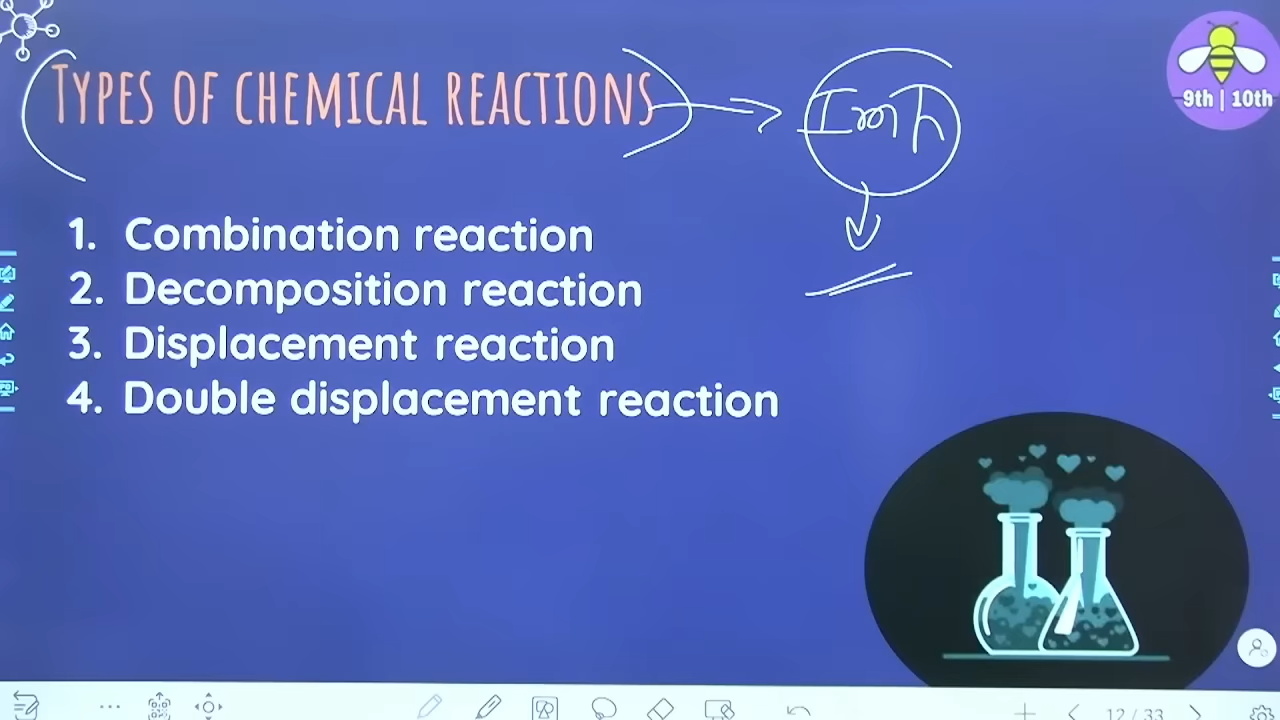 TYPES OF CHEMICAL REACTIONS
9th | 10th
1. Combination reaction
2. Decomposition reaction
3. Displacement reaction
4. Double displacement reaction
12 / 33